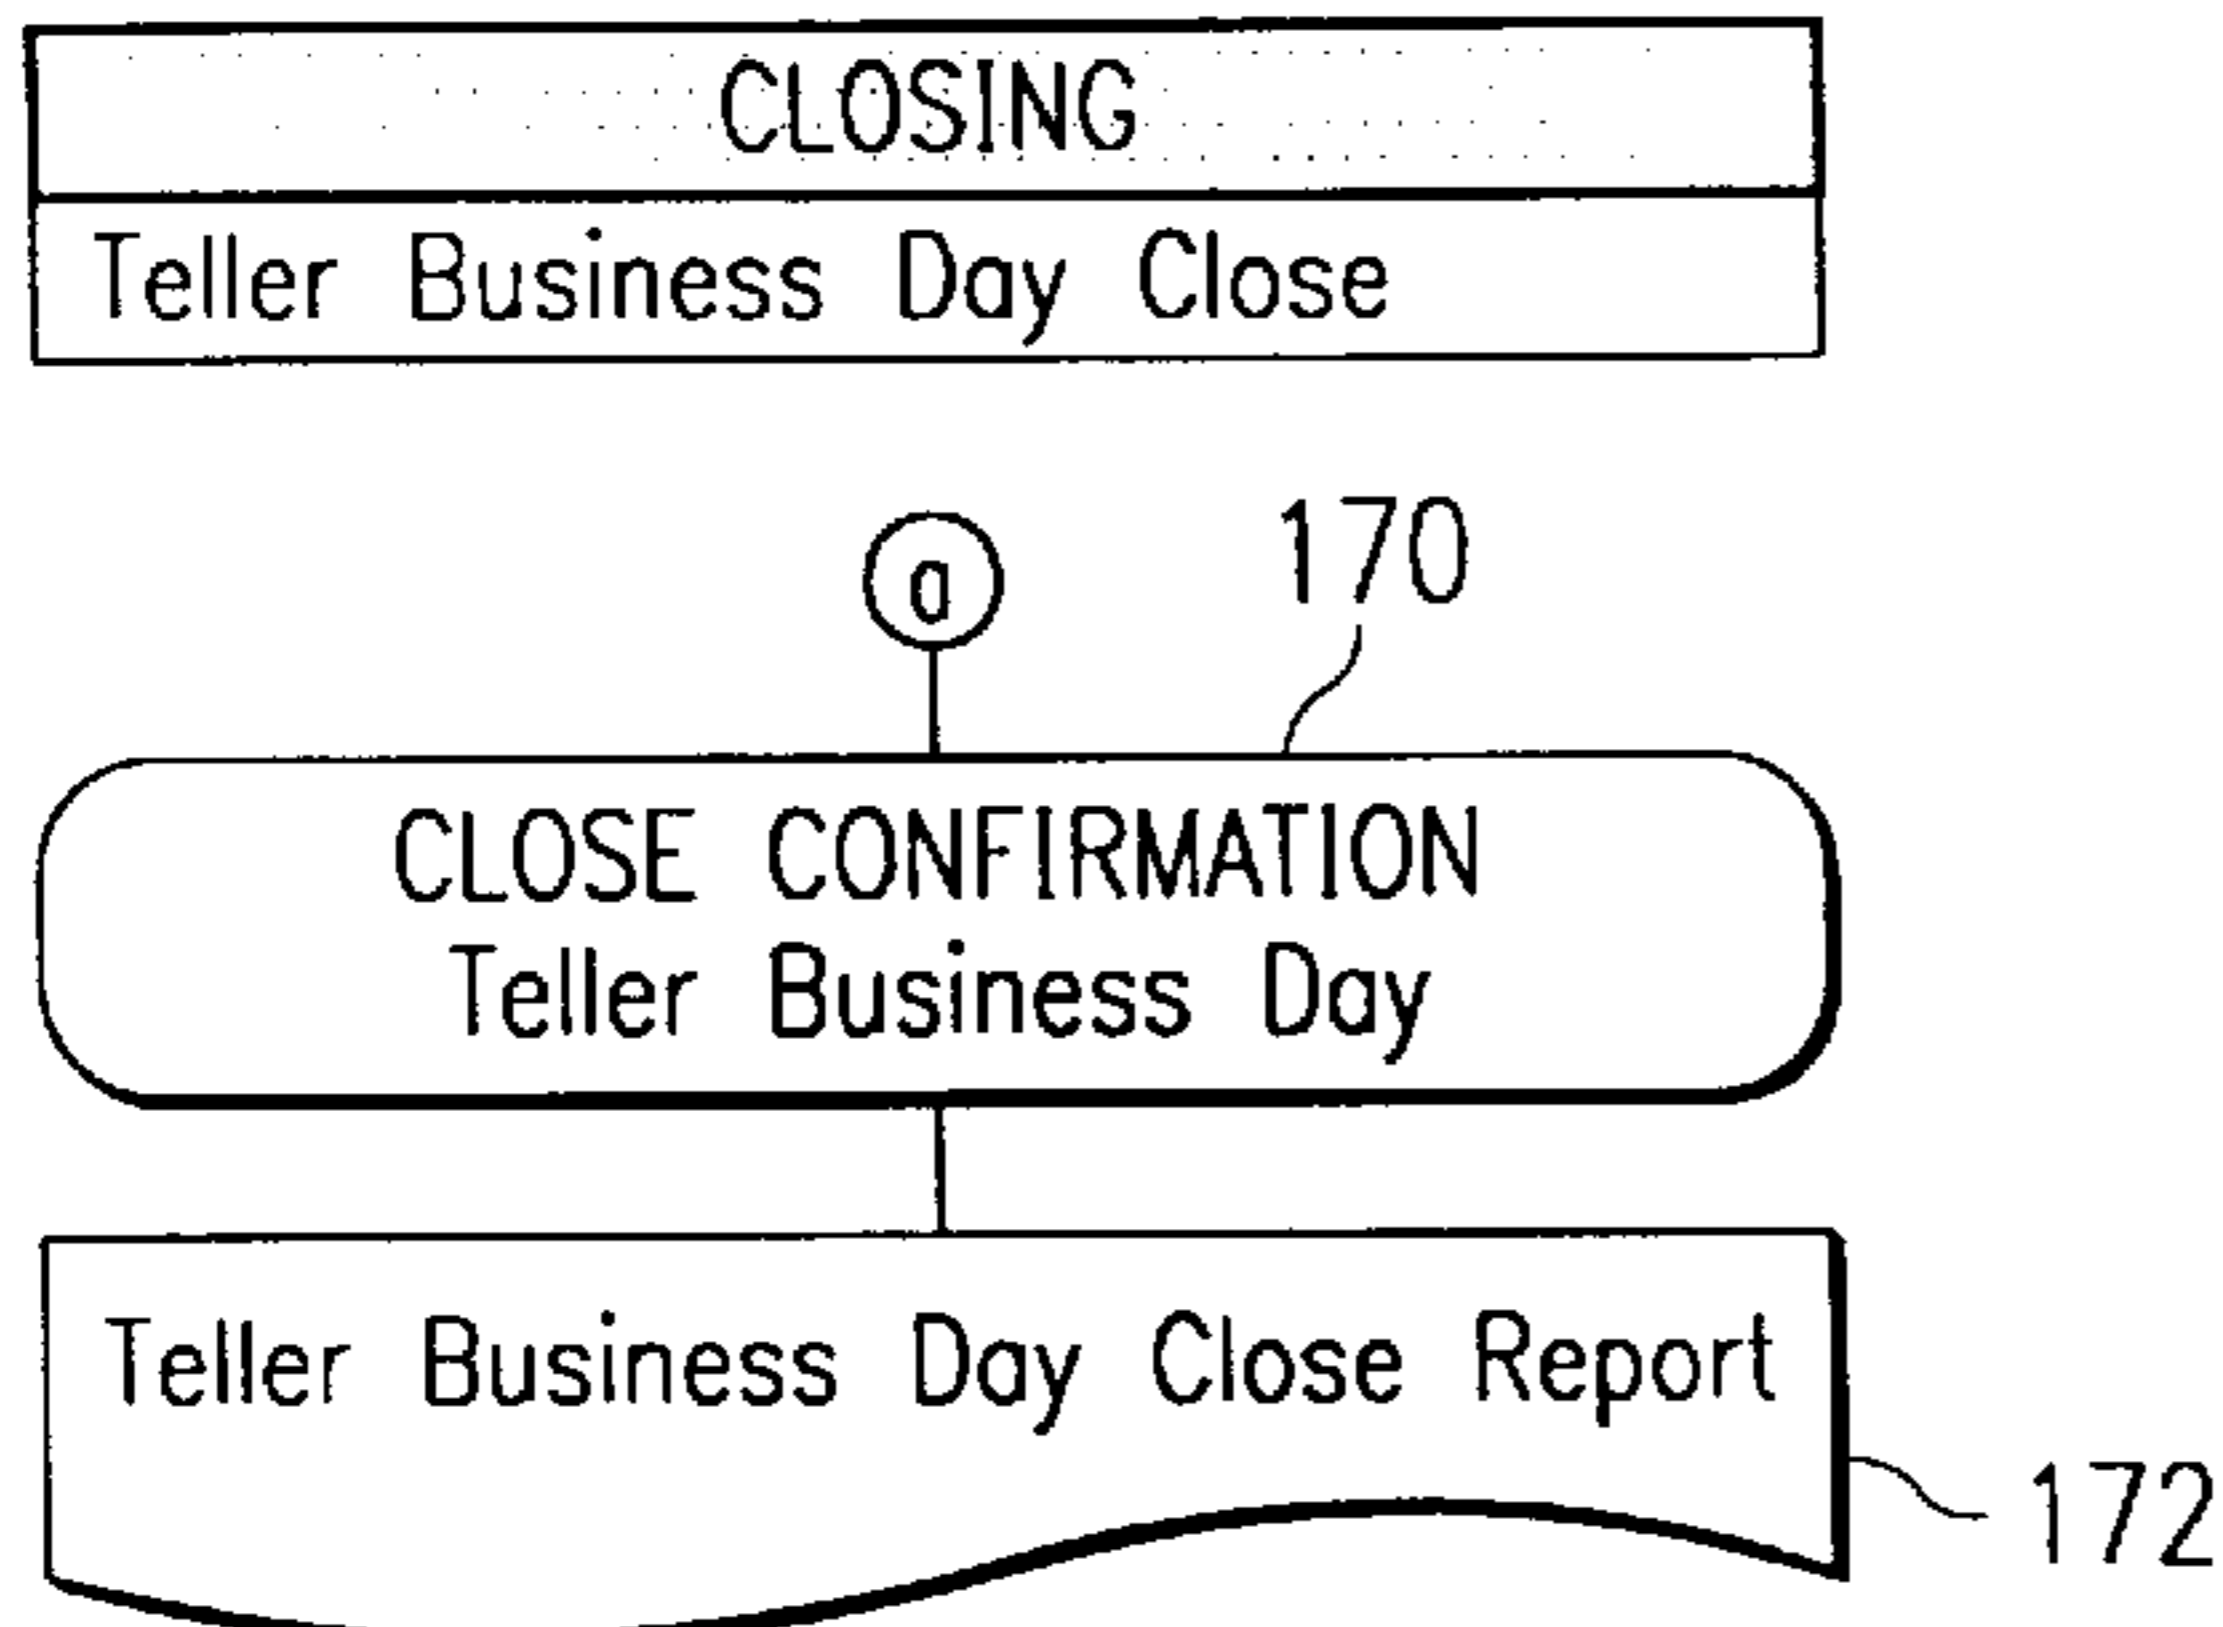 CLOSING
Teller Business Day Close
a
170
CLOSE CONFIRMATION
Teller Business Day
Teller Business Day Close Report
172